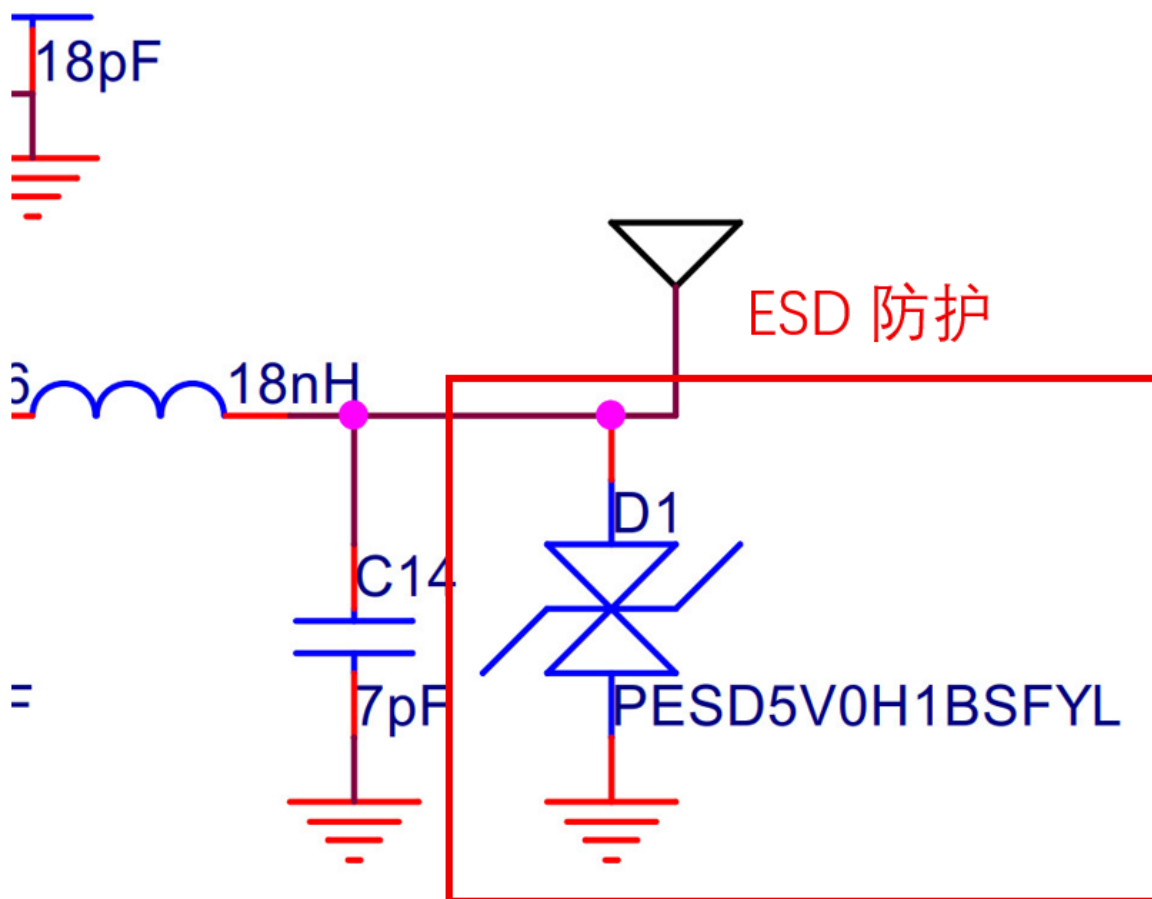 18pF
ESD 防护
18nH
D1
C14
7pF
PESD5V0H1BSFYL